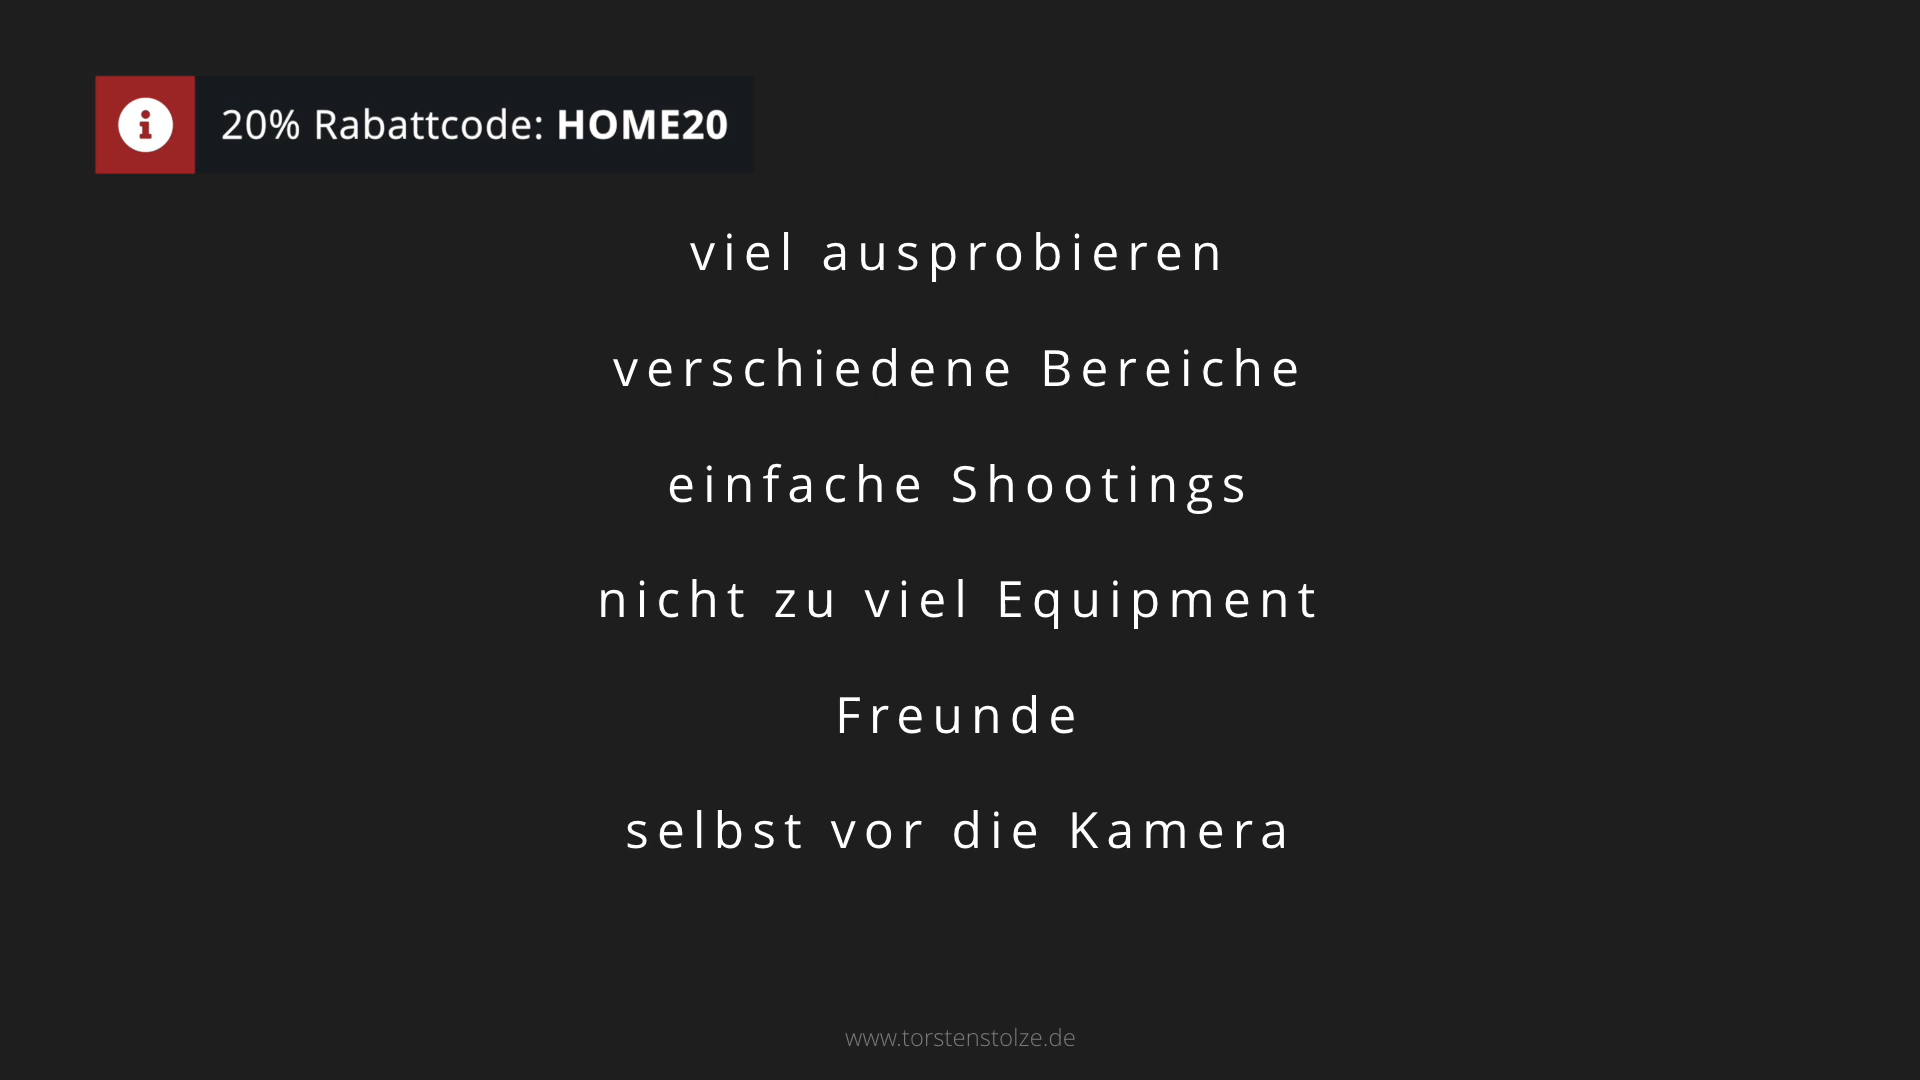 20% Rabattcode: HOME20
viel ausprobieren
verschiedene Bereiche
einfache Shootings
nicht zu viel Equipment
Freunde
selbst vor die Kamera
www.torstenstolze.de